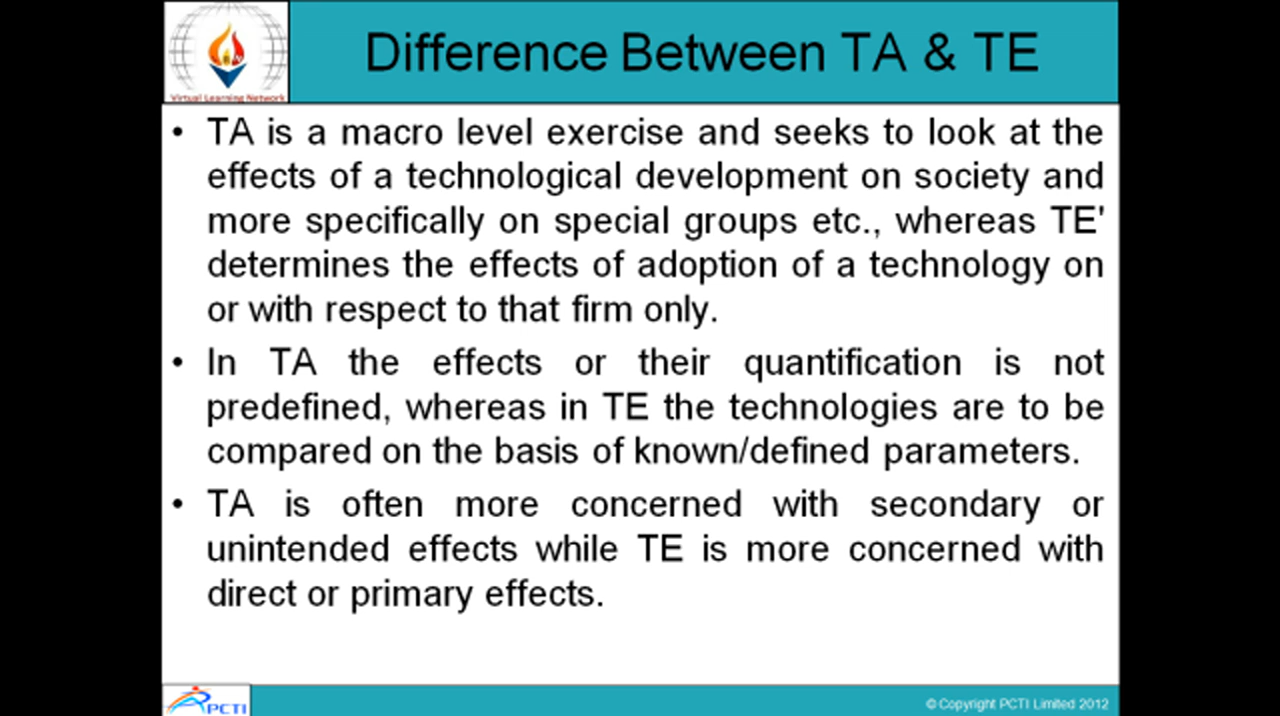 Difference Between TA & TE
Virtual Learning Network
• TA is a macro level exercise and seeks to look at the
effects of a technological development on society and
more specifically on special groups etc., whereas TE'
determines the effects of adoption of a technology on
or with respect to that firm only.
• In TA the effects or their quantification is not
predefined, whereas in TE the technologies are to be
compared on the basis of known/defined parameters.
• TA is often more concerned with secondary or
unintended effects while TE is more concerned with
direct or primary effects.
PCTI
© Copyright PCTI Limited 2012